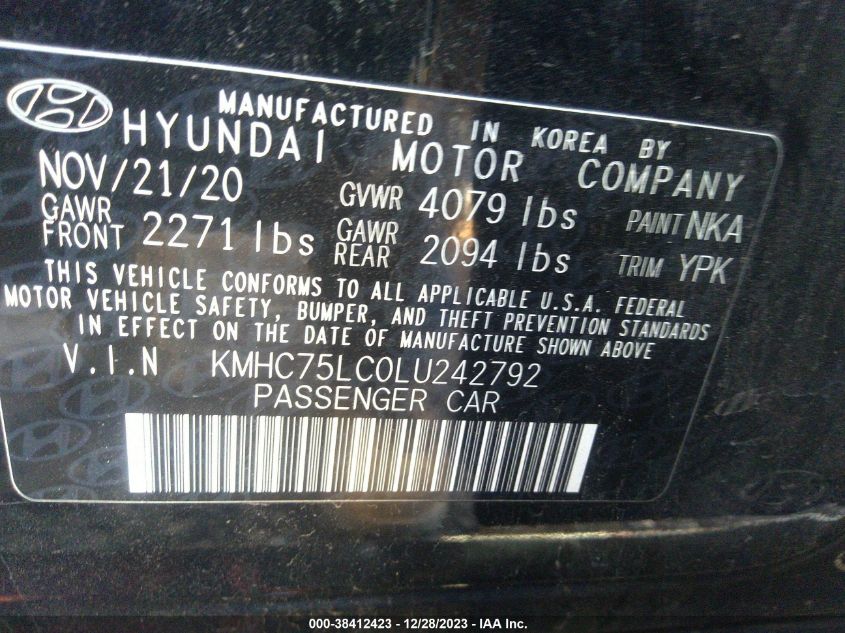 MANUFACTURED IN KOREA BY
HYUNDAI MOTOR COMPANY
NOV/21/20 GVWR 4079 lbs PAINT NKA
GAWR FRONT 2271 lbs GAWR REAR 2094 lbs TRIM YPK
THIS VEHICLE CONFORMS TO ALL APPLICABLE U.S.A. FEDERAL
MOTOR VEHICLE SAFETY, BUMPER, AND THEFT PREVENTION STANDARDS
IN EFFECT ON THE DATE OF MANUFACTURE SHOWN ABOVE
V.I.N KMHC75LC0LU242792
PASSENGER CAR
000-38412423 - 12/28/2023 - IAA Inc.